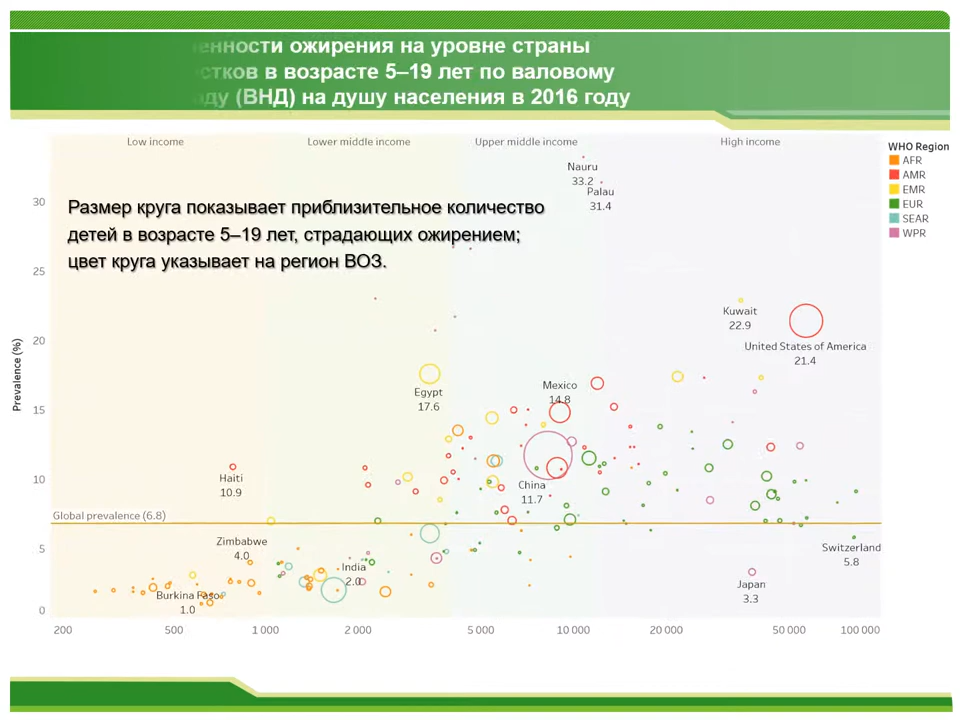 ожирения на уровне страны
в возрасте 5–19 лет по валовому
(ВНД) на душу населения в 2016 году
Low income
Lower middle income
Upper middle income
High income
WHO Region
AFR
AMR
EMR
EUR
SEAR
WPR
Nauru
33.2
Palau
31.4
Размер круга показывает приблизительное количество
детей в возрасте 5–19 лет, страдающих ожирением;
цвет круга указывает на регион ВОЗ.
Prevalence (%)
30
25
20
15
10
5
0
Kuwait
22.9
United States of America
21.4
Egypt
17.6
Mexico
14.8
Haiti
10.9
China
11.7
Global prevalence (6.8)
Zimbabwe
4.0
India
2.0
Burkina Faso
1.0
Switzerland
5.8
Japan
3.3
200
500
1 000
2 000
5 000
10 000
20 000
50 000
100 000